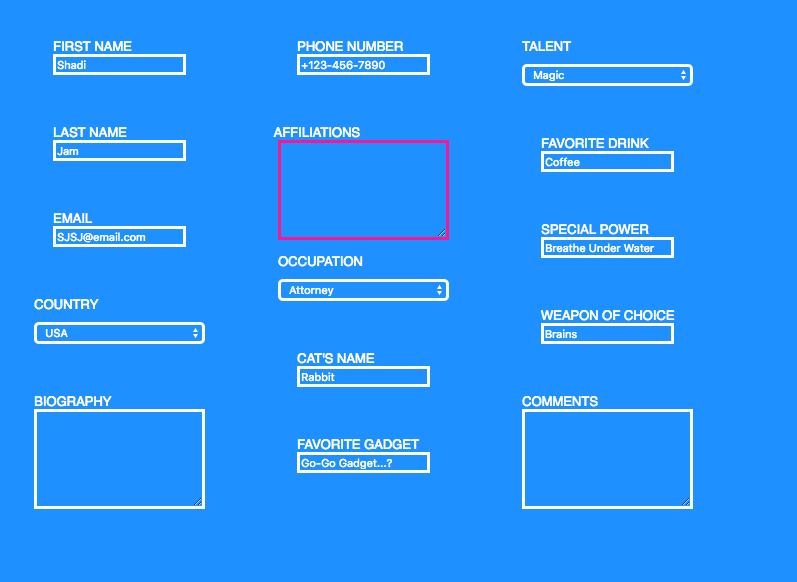 FIRST NAME
Shadi
LAST NAME
Jam
EMAIL
SJSJ@email.com
COUNTRY
USA
BIOGRAPHY
PHONE NUMBER
+123-456-7890
AFFILIATIONS
OCCUPATION
Attorney
CAT'S NAME
Rabbit
FAVORITE GADGET
Go-Go Gadget...?
TALENT
Magic
FAVORITE DRINK
Coffee
SPECIAL POWER
Breathe Under Water
WEAPON OF CHOICE
Brains
COMMENTS